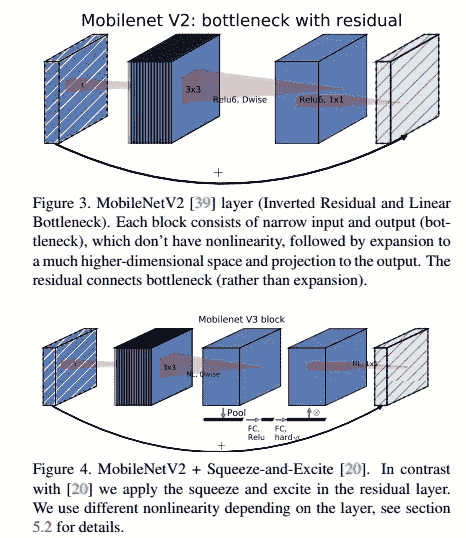 Mobilenet V2: bottleneck with residual
3x3
Relu6, Dwise
Relu6, 1x1
+
Figure 3. MobileNetV2 [39] layer (Inverted Residual and Linear
Bottleneck). Each block consists of narrow input and output (bot-
tleneck), which don't have nonlinearity, followed by expansion to
a much higher-dimensional space and projection to the output. The
residual connects bottleneck (rather than expansion).
Mobilenet V3 block
3x3
NL, Dwise
NL, 1x1
Pool
⊗
FC,
Relu
FC,
hard-σ
+
Figure 4. MobileNetV2 + Squeeze-and-Excite [20]. In contrast
with [20] we apply the squeeze and excite in the residual layer.
We use different nonlinearity depending on the layer, see section
5.2 for details.